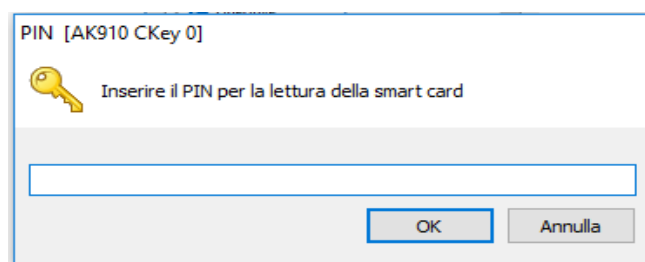 PIN [AK910 CKey 0]
Inserire il PIN per la lettura della smart card
OK
Annulla